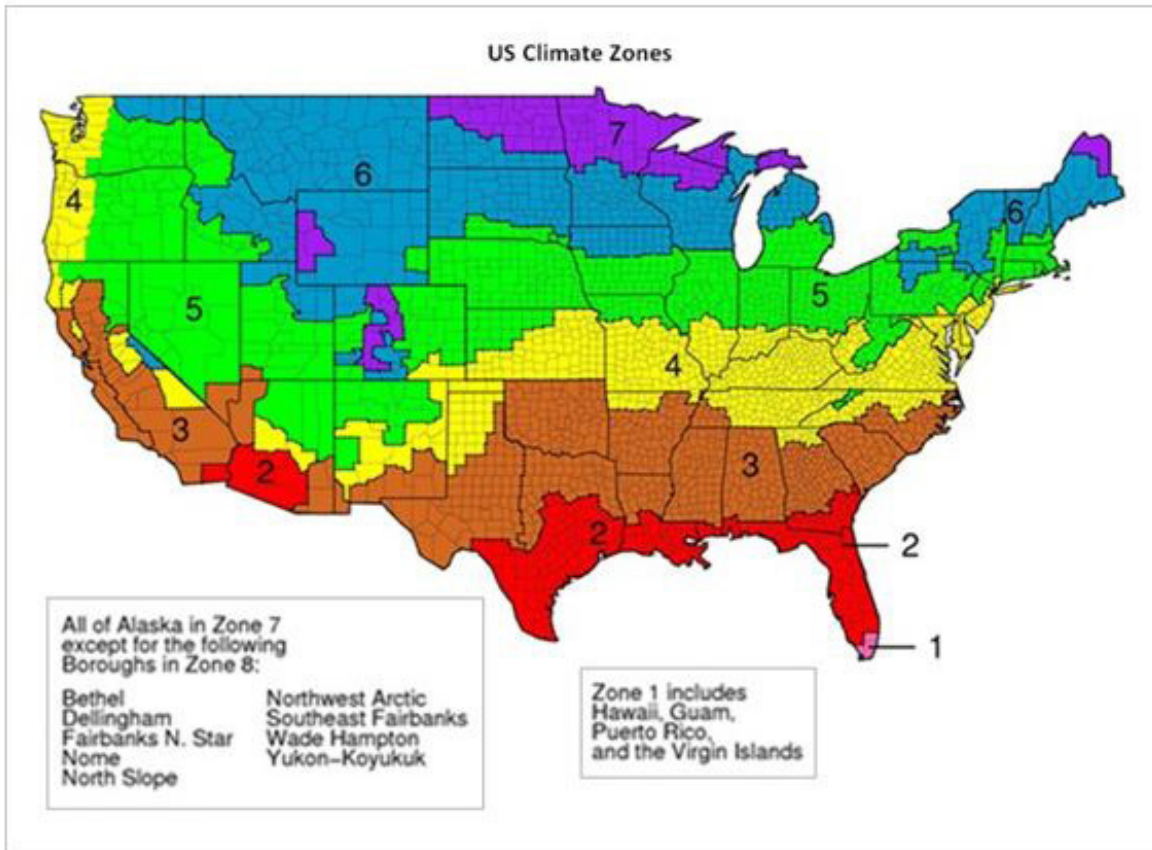 US Climate Zones
7
6
4
6
5
5
4
3
3
2
2
2
1
All of Alaska in Zone 7
except for the following
Boroughs in Zone 8:
Bethel
Dellingham
Fairbanks N. Star
Nome
North Slope
Northwest Arctic
Southeast Fairbanks
Wade Hampton
Yukon-Koyukuk
Zone 1 includes
Hawaii, Guam,
Puerto Rico,
and the Virgin Islands